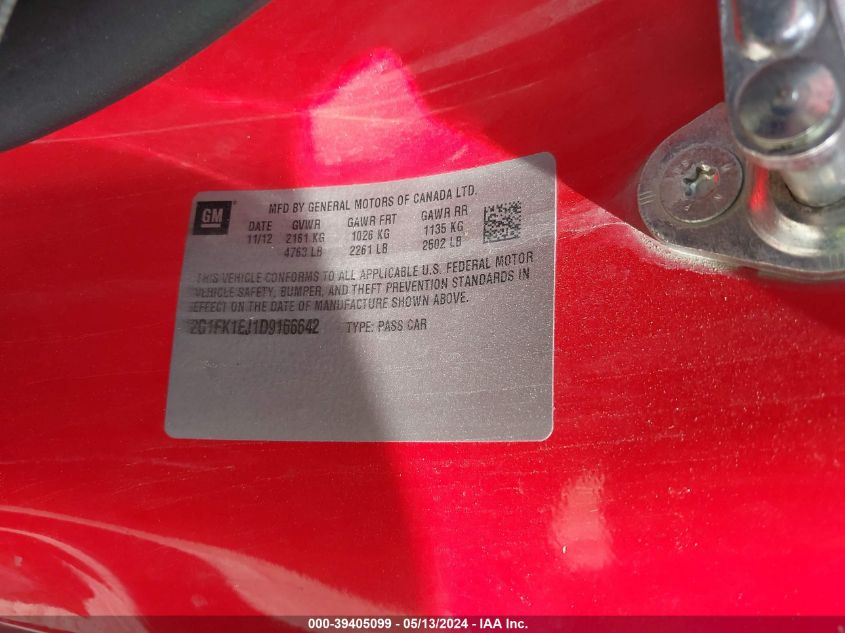 GM
MFD BY GENERAL MOTORS OF CANADA LTD.
DATE GVWR GAWR FRT GAWR RR
11/12 2161 KG 1026 KG 1135 KG
4763 LB 2261 LB 2502 LB
THIS VEHICLE CONFORMS TO ALL APPLICABLE U.S. FEDERAL MOTOR
VEHICLE SAFETY, BUMPER, AND THEFT PREVENTION STANDARDS IN
EFFECT ON THE DATE OF MANUFACTURE SHOWN ABOVE.
2G1FK1EJ1D9166642 TYPE: PASS CAR
000-39405099 - 05/13/2024 - IAA Inc.